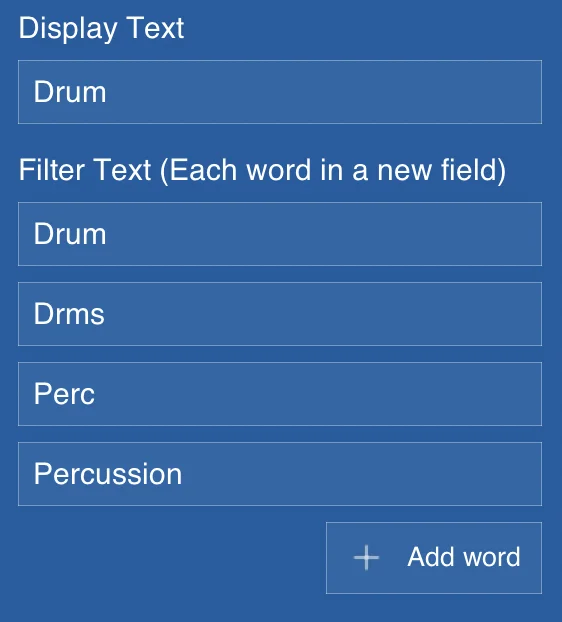 Display Text
Drum
Filter Text (Each word in a new field)
Drum
Drms
Perc
Percussion
Add word